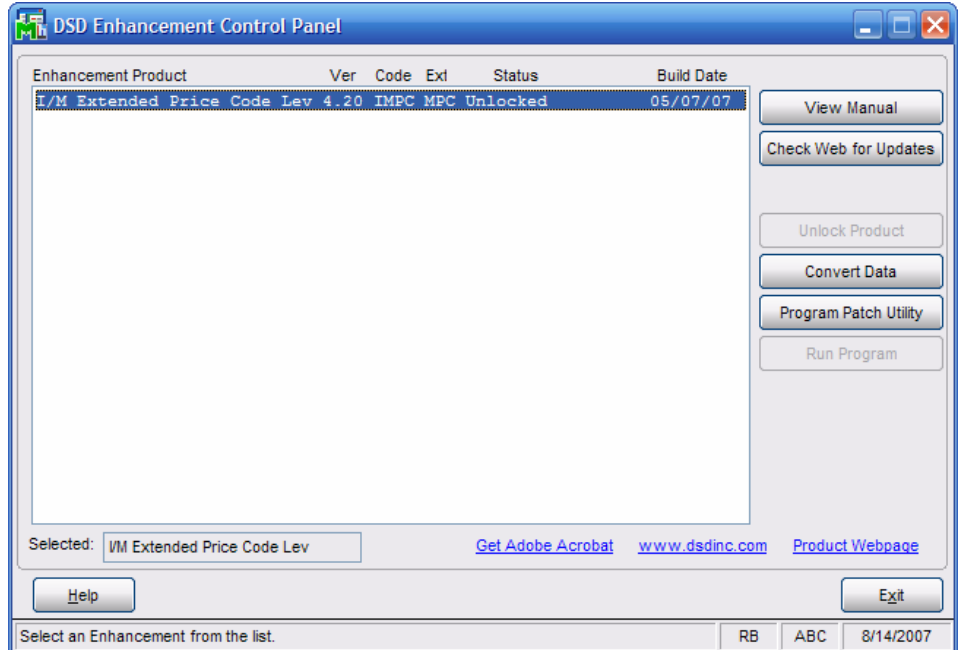 DSD Enhancement Control Panel
Enhancement Product Ver Code Ext Status Build Date
I/M Extended Price Code Lev 4.20 IMPC MPC Unlocked 05/07/07
View Manual
Check Web for Updates
Unlock Product
Convert Data
Program Patch Utility
Run Program
Selected: I/M Extended Price Code Lev Get Adobe Acrobat www.dsdinc.com Product Webpage
Help Exit
Select an Enhancement from the list. RB ABC 8/14/2007